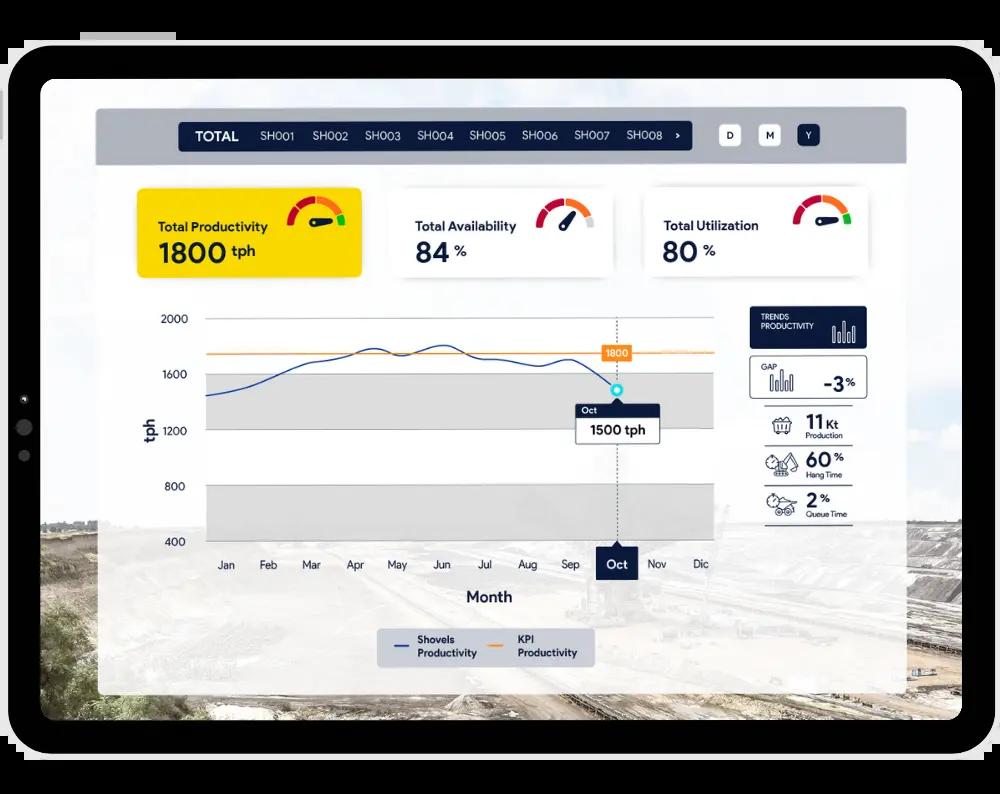 TOTAL SH001 SH002 SH003 SH004 SH005 SH006 SH007 SH008 › D M Y
Total Productivity
1800 tph
Total Availability
84 %
Total Utilization
80 %
2000
1600
1200
800
400
tph
1800
Oct
1500 tph
Jan Feb Mar Apr May Jun Jul Aug Sep Oct Nov Dic
Month
Shovels
Productivity
KPI
Productivity
TRENDS
PRODUCTIVITY
GAP
-3%
11 Kt
Production
60 %
Hang Time
2 %
Queue Time